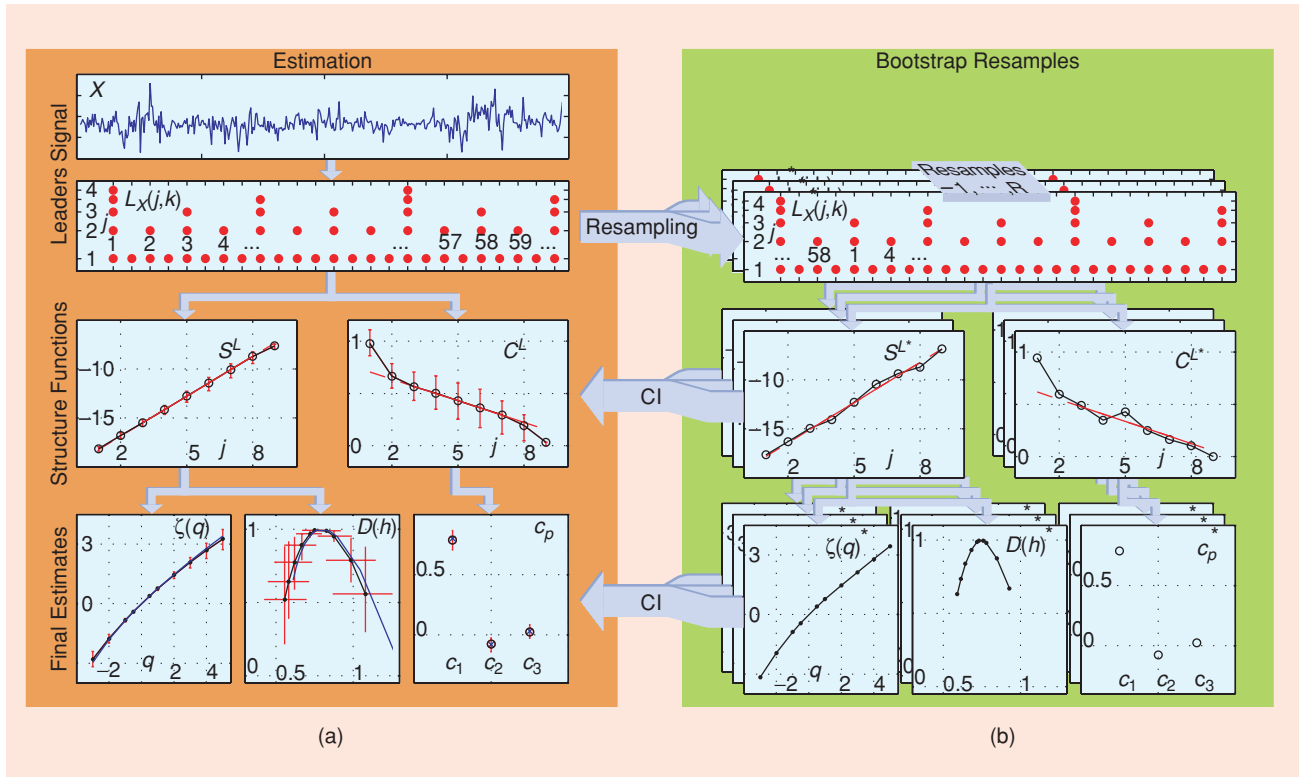 Estimation
Bootstrap Resamples
Leaders Signal
X
L_X(j,k)
4
3
j
2
1
1 2 3 4 ... ... 57 58 59 ...
Resampling
Resamples
1, ..., R
L_X(j,k)
4
3
j
2
1
... 58 1 4 ...
Structure Functions
S^L
−10
−15
2 5 j 8
C^L
1
0
2 5 j 8
CI
S^L*
−10
−15
2 5 j 8
C^L*
1
0
2 5 j 8
Final Estimates
ζ(q)
3
0
−2 q 2 4
D(h)
1
0
0.5 1
c_p
0.5
0
c_1 c_2 c_3
CI
ζ(q)*
3
0
−2 q 2 4
D(h)*
1
0
0.5 1
c_p*
0.5
0
c_1 c_2 c_3
(a)
(b)